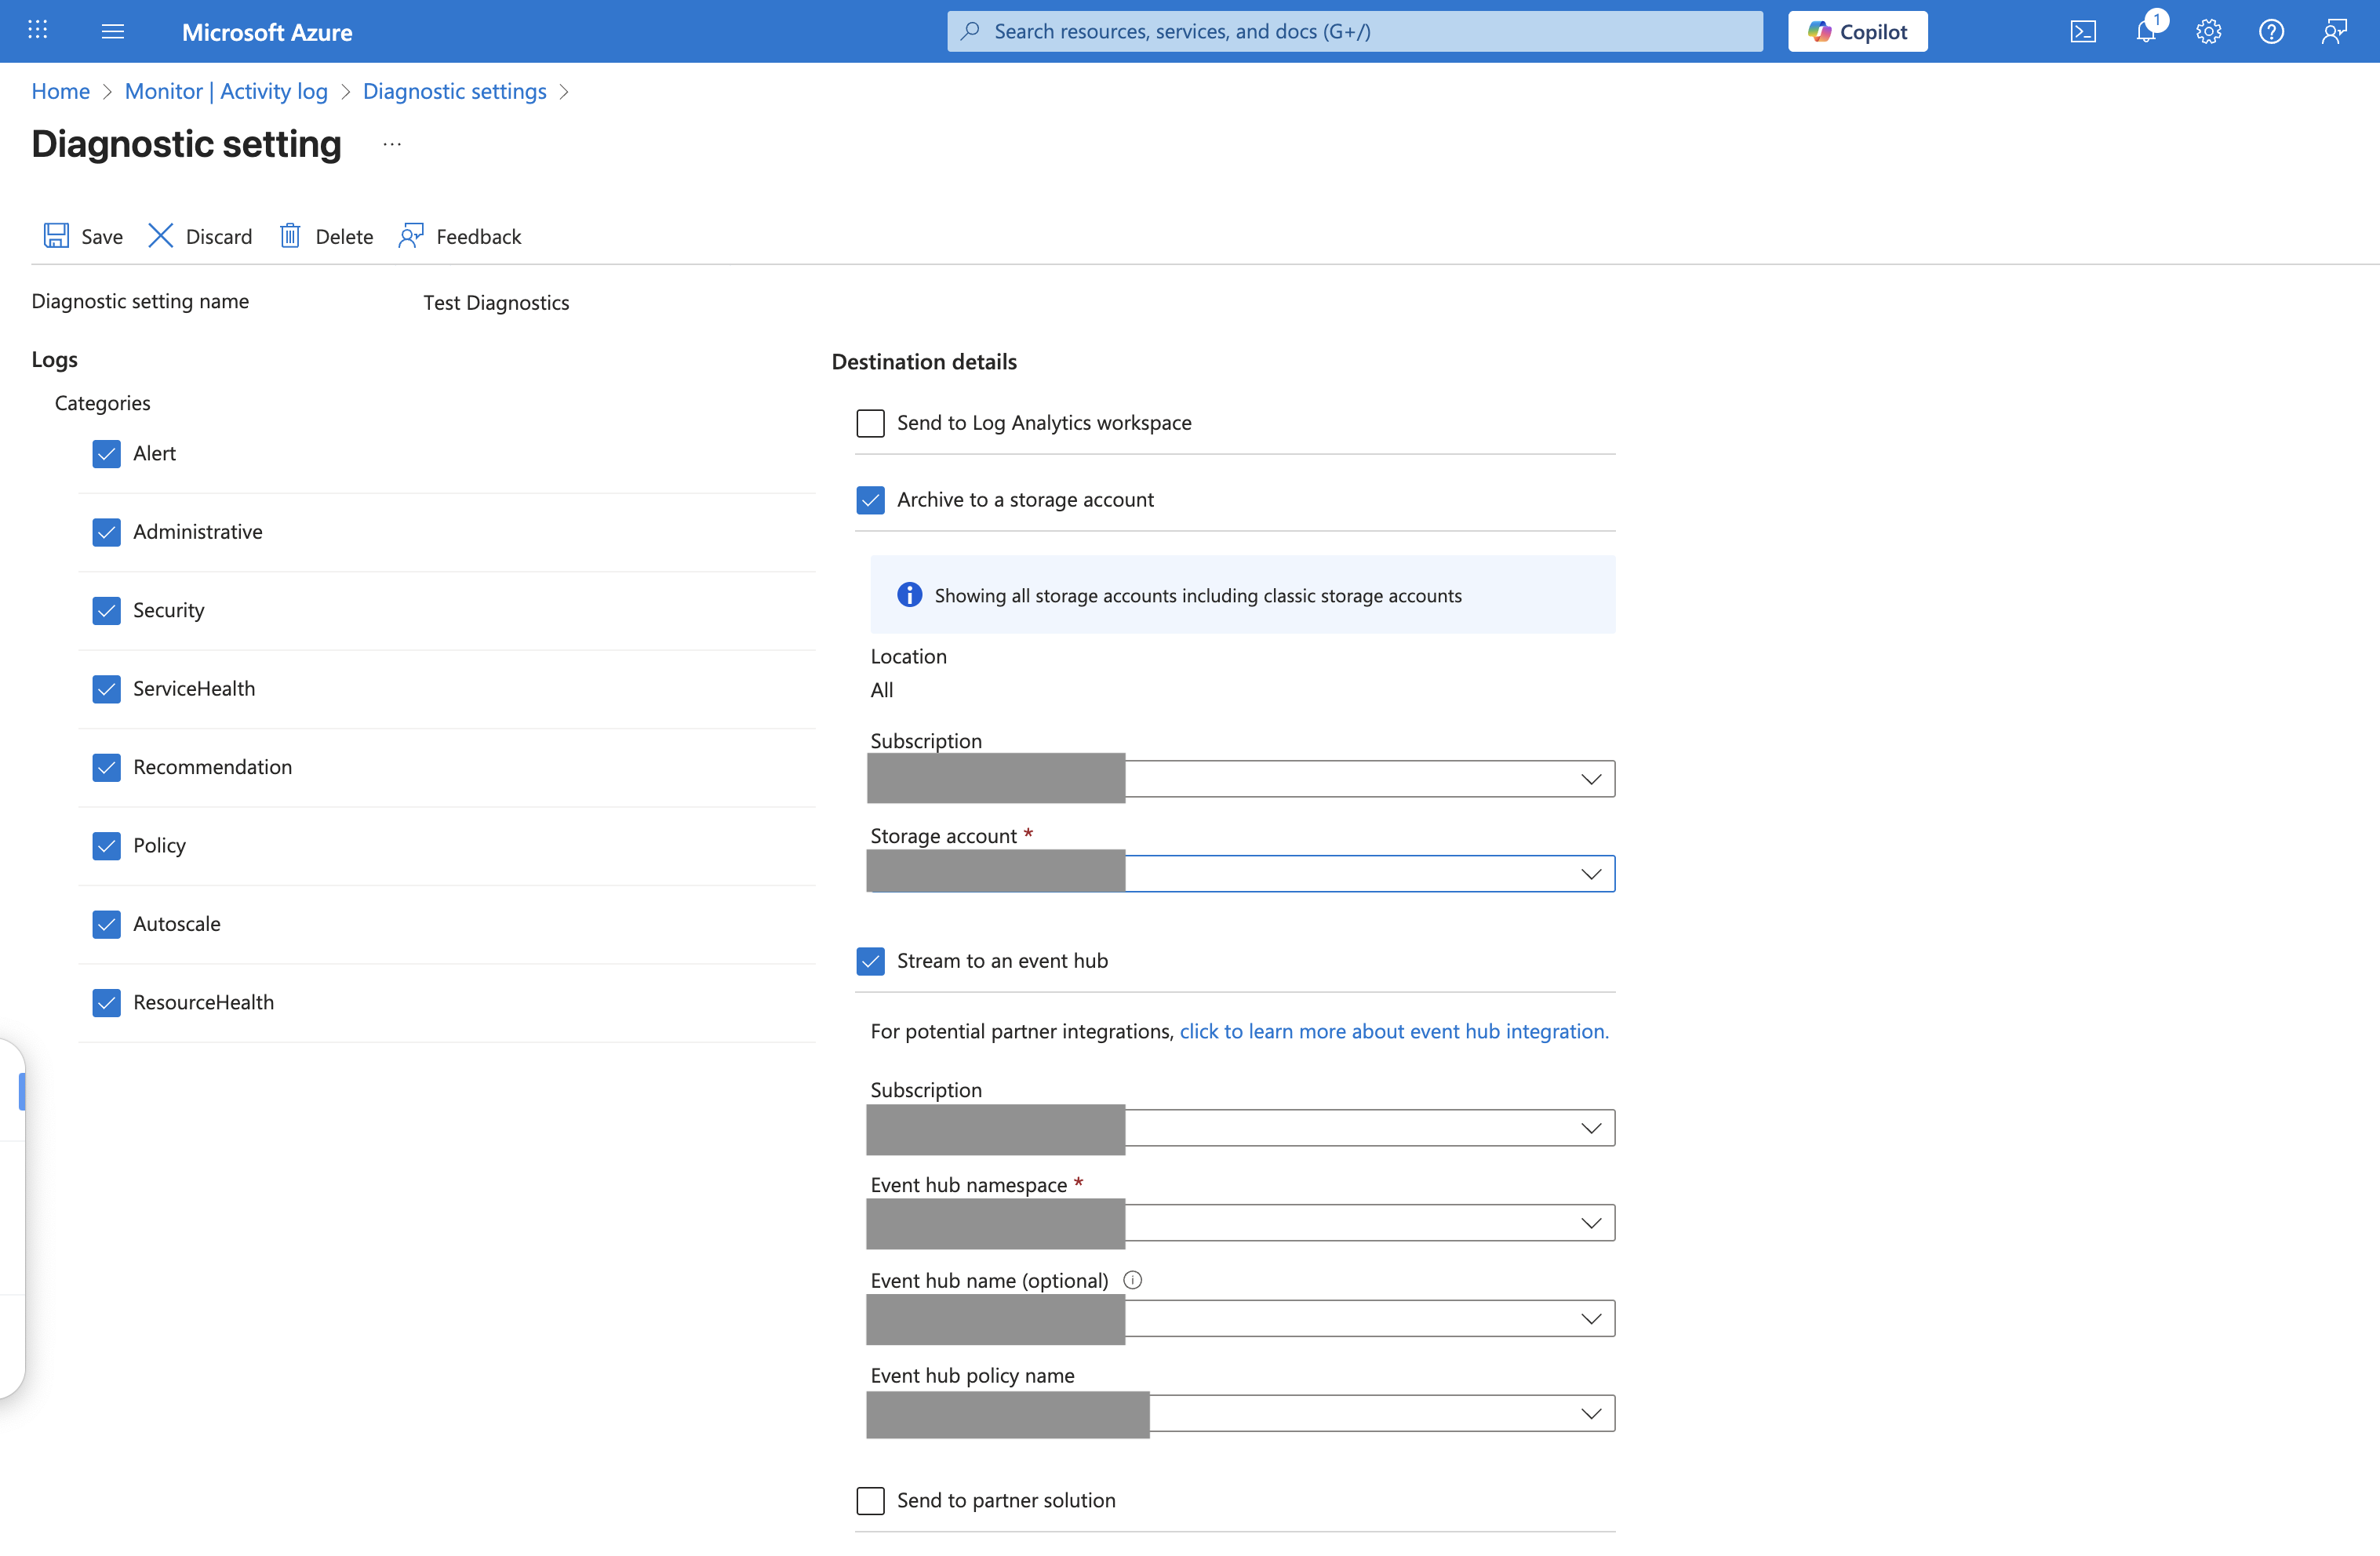 Microsoft Azure
Search resources, services, and docs (G+/)
Copilot
1
Home > Monitor | Activity log > Diagnostic settings >
Diagnostic setting ...
Save Discard Delete Feedback
Diagnostic setting name Test Diagnostics
Logs
Categories
Alert
Administrative
Security
ServiceHealth
Recommendation
Policy
Autoscale
ResourceHealth
Destination details
Send to Log Analytics workspace
Archive to a storage account
Showing all storage accounts including classic storage accounts
Location
All
Subscription
Storage account *
Stream to an event hub
For potential partner integrations, click to learn more about event hub integration.
Subscription
Event hub namespace *
Event hub name (optional)
Event hub policy name
Send to partner solution